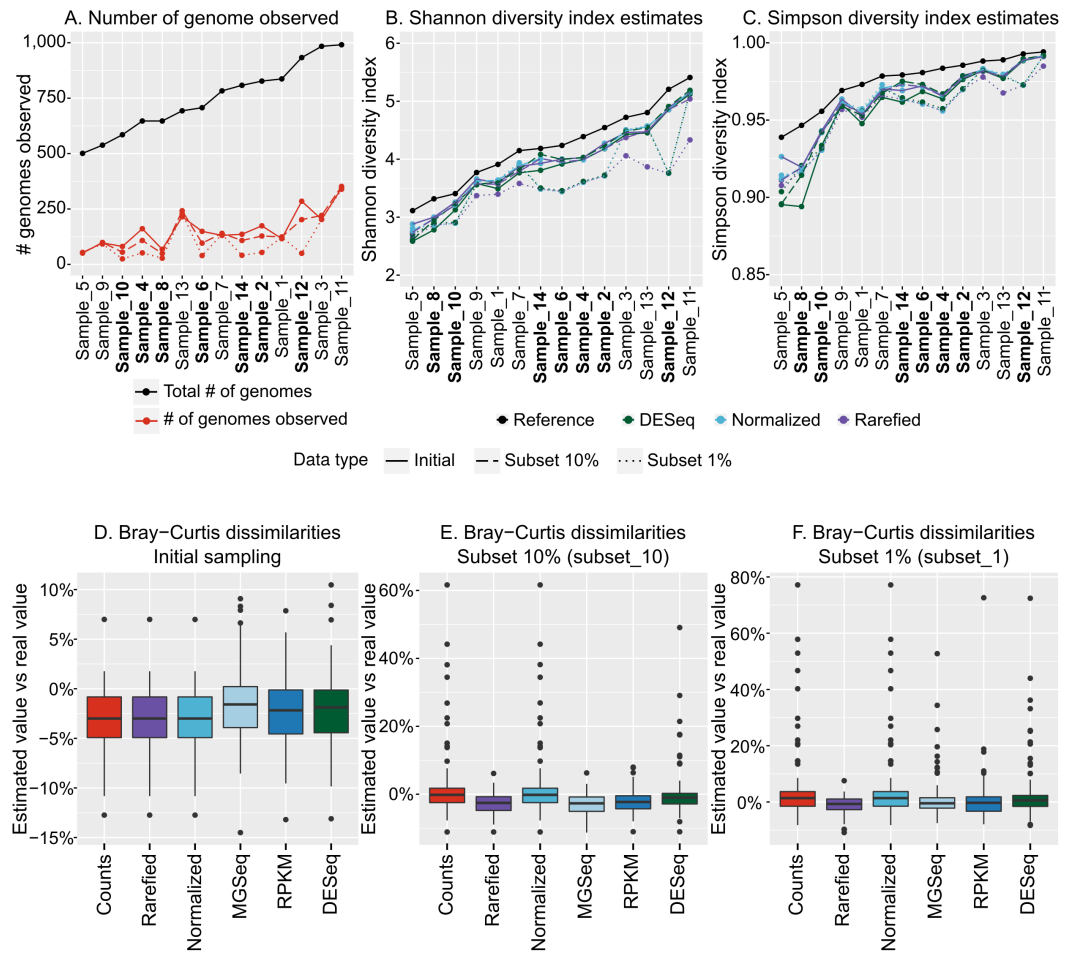 A. Number of genome observed
# genomes observed
1,000
750
500
250
0
Sample_5
Sample_9
Sample_10
Sample_4
Sample_8
Sample_13
Sample_6
Sample_7
Sample_14
Sample_2
Sample_1
Sample_12
Sample_3
Sample_11
Total # of genomes
# of genomes observed
B. Shannon diversity index estimates
Shannon diversity index
6
5
4
3
2
Sample_5
Sample_8
Sample_10
Sample_9
Sample_1
Sample_7
Sample_14
Sample_6
Sample_4
Sample_2
Sample_3
Sample_13
Sample_12
Sample_11
C. Simpson diversity index estimates
Simpson diversity index
1.00
0.95
0.90
0.85
Sample_5
Sample_8
Sample_10
Sample_9
Sample_1
Sample_7
Sample_14
Sample_6
Sample_4
Sample_2
Sample_3
Sample_13
Sample_12
Sample_11
Reference DESeq Normalized Rarefied
Data type Initial Subset 10% Subset 1%
D. Bray−Curtis dissimilarities
Initial sampling
Estimated value vs real value
10%
5%
0%
−5%
−10%
−15%
Counts
Rarefied
Normalized
MGSeq
RPKM
DESeq
E. Bray−Curtis dissimilarities
Subset 10% (subset_10)
Estimated value vs real value
60%
40%
20%
0%
Counts
Rarefied
Normalized
MGSeq
RPKM
DESeq
F. Bray−Curtis dissimilarities
Subset 1% (subset_1)
Estimated value vs real value
80%
60%
40%
20%
0%
Counts
Rarefied
Normalized
MGSeq
RPKM
DESeq